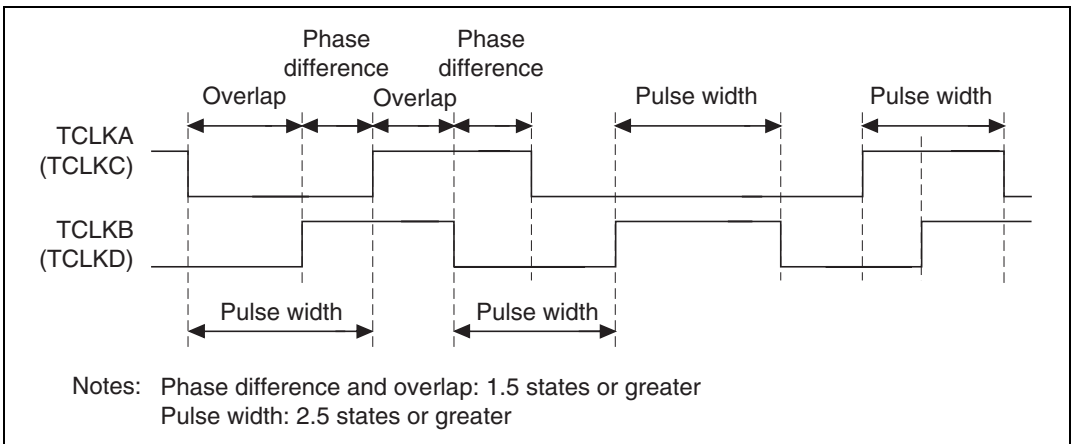 Phase
difference
Phase
difference
Overlap
Overlap
Pulse width
Pulse width
TCLKA
(TCLKC)
TCLKB
(TCLKD)
Pulse width
Pulse width
Notes: Phase difference and overlap: 1.5 states or greater
Pulse width: 2.5 states or greater